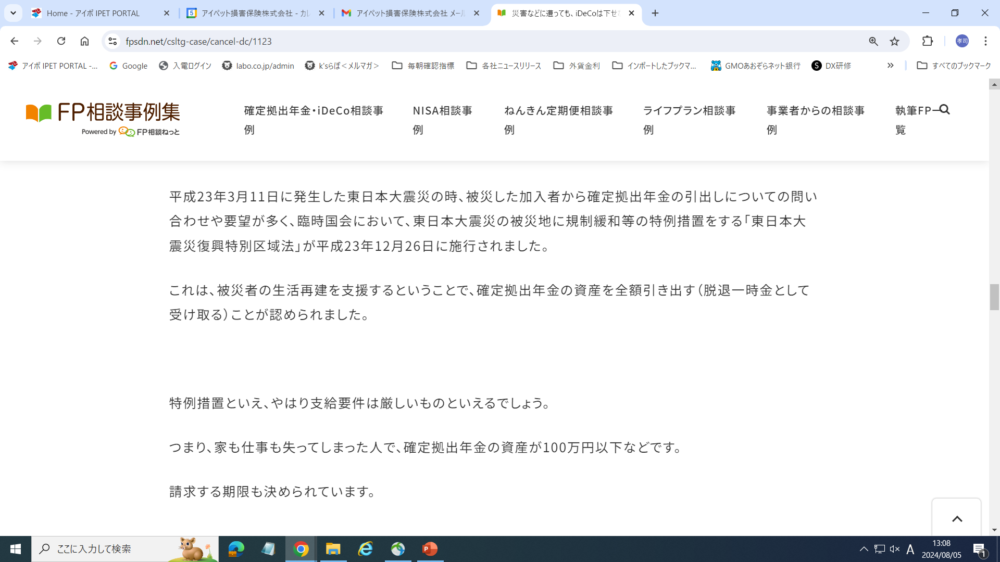 Home - アイポ IPET PORTAL
アイペット損害保険株式会社 - カレ
アイペット損害保険株式会社 メール
災害などに遭っても、iDeCoは下せな
fpsdn.net/csltg-case/cancel-dc/1123
孝司
アイポ IPET PORTAL -...
Google
入電ログイン
labo.co.jp/admin
k'sらぼ＜メルマガ＞
毎朝確認指標
各社ニュースリリース
外貨金利
インポートしたブックマ...
GMOあおぞらネット銀行
DX研修
すべてのブックマーク
FP相談事例集
Powered by FP相談ねっと
確定拠出年金・iDeCo相談事
例
NISA相談事
例
ねんきん定期便相談事
例
ライフプラン相談事
例
事業者からの相談事
例
執筆FP一
覧
平成23年3月11日に発生した東日本大震災の時、被災した加入者から確定拠出年金の引出しについての問い
合わせや要望が多く、臨時国会において、東日本大震災の被災地に規制緩和等の特例措置をする「東日本大
震災復興特別区域法」が平成23年12月26日に施行されました。
これは、被災者の生活再建を支援するということで、確定拠出年金の資産を全額引き出す（脱退一時金として
受け取る）ことが認められました。
特例措置といえ、やはり支給要件は厳しいものといえるでしょう。
つまり、家も仕事も失ってしまった人で、確定拠出年金の資産が100万円以下などです。
請求する期限も決められています。
ここに入力して検索
A
13:08
2024/08/05
1